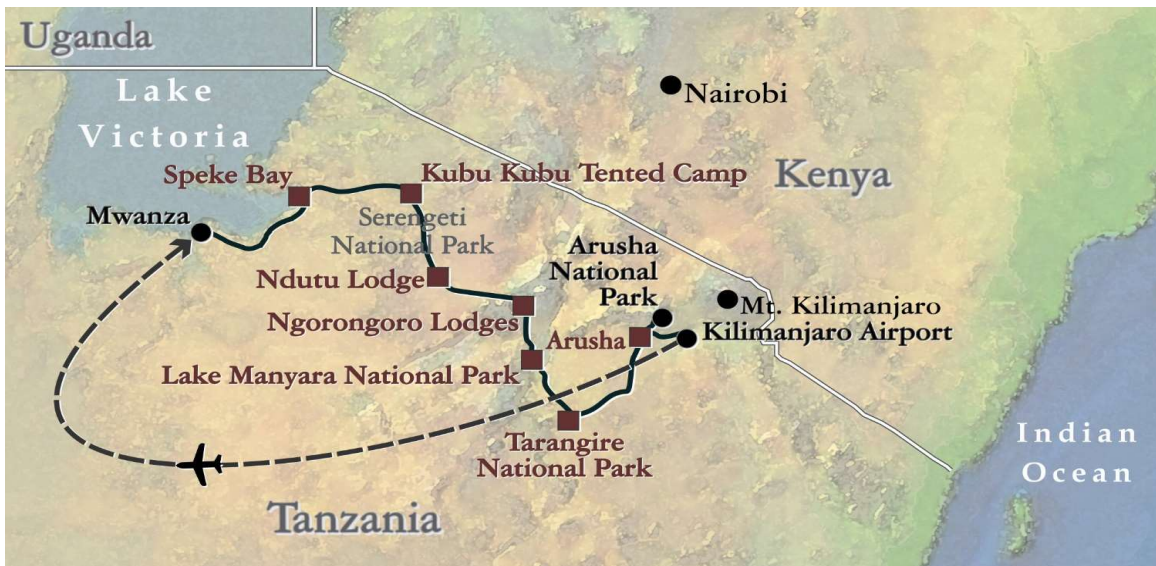 Uganda
Lake
Victoria
Nairobi
Kenya
Speke Bay
Kubu Kubu Tented Camp
Mwanza
Serengeti
National Park
Arusha
National
Park
Ndutu Lodge
Mt. Kilimanjaro
Ngorongoro Lodges
Kilimanjaro Airport
Arusha
Lake Manyara National Park
Tarangire
National Park
Indian
Ocean
Tanzania